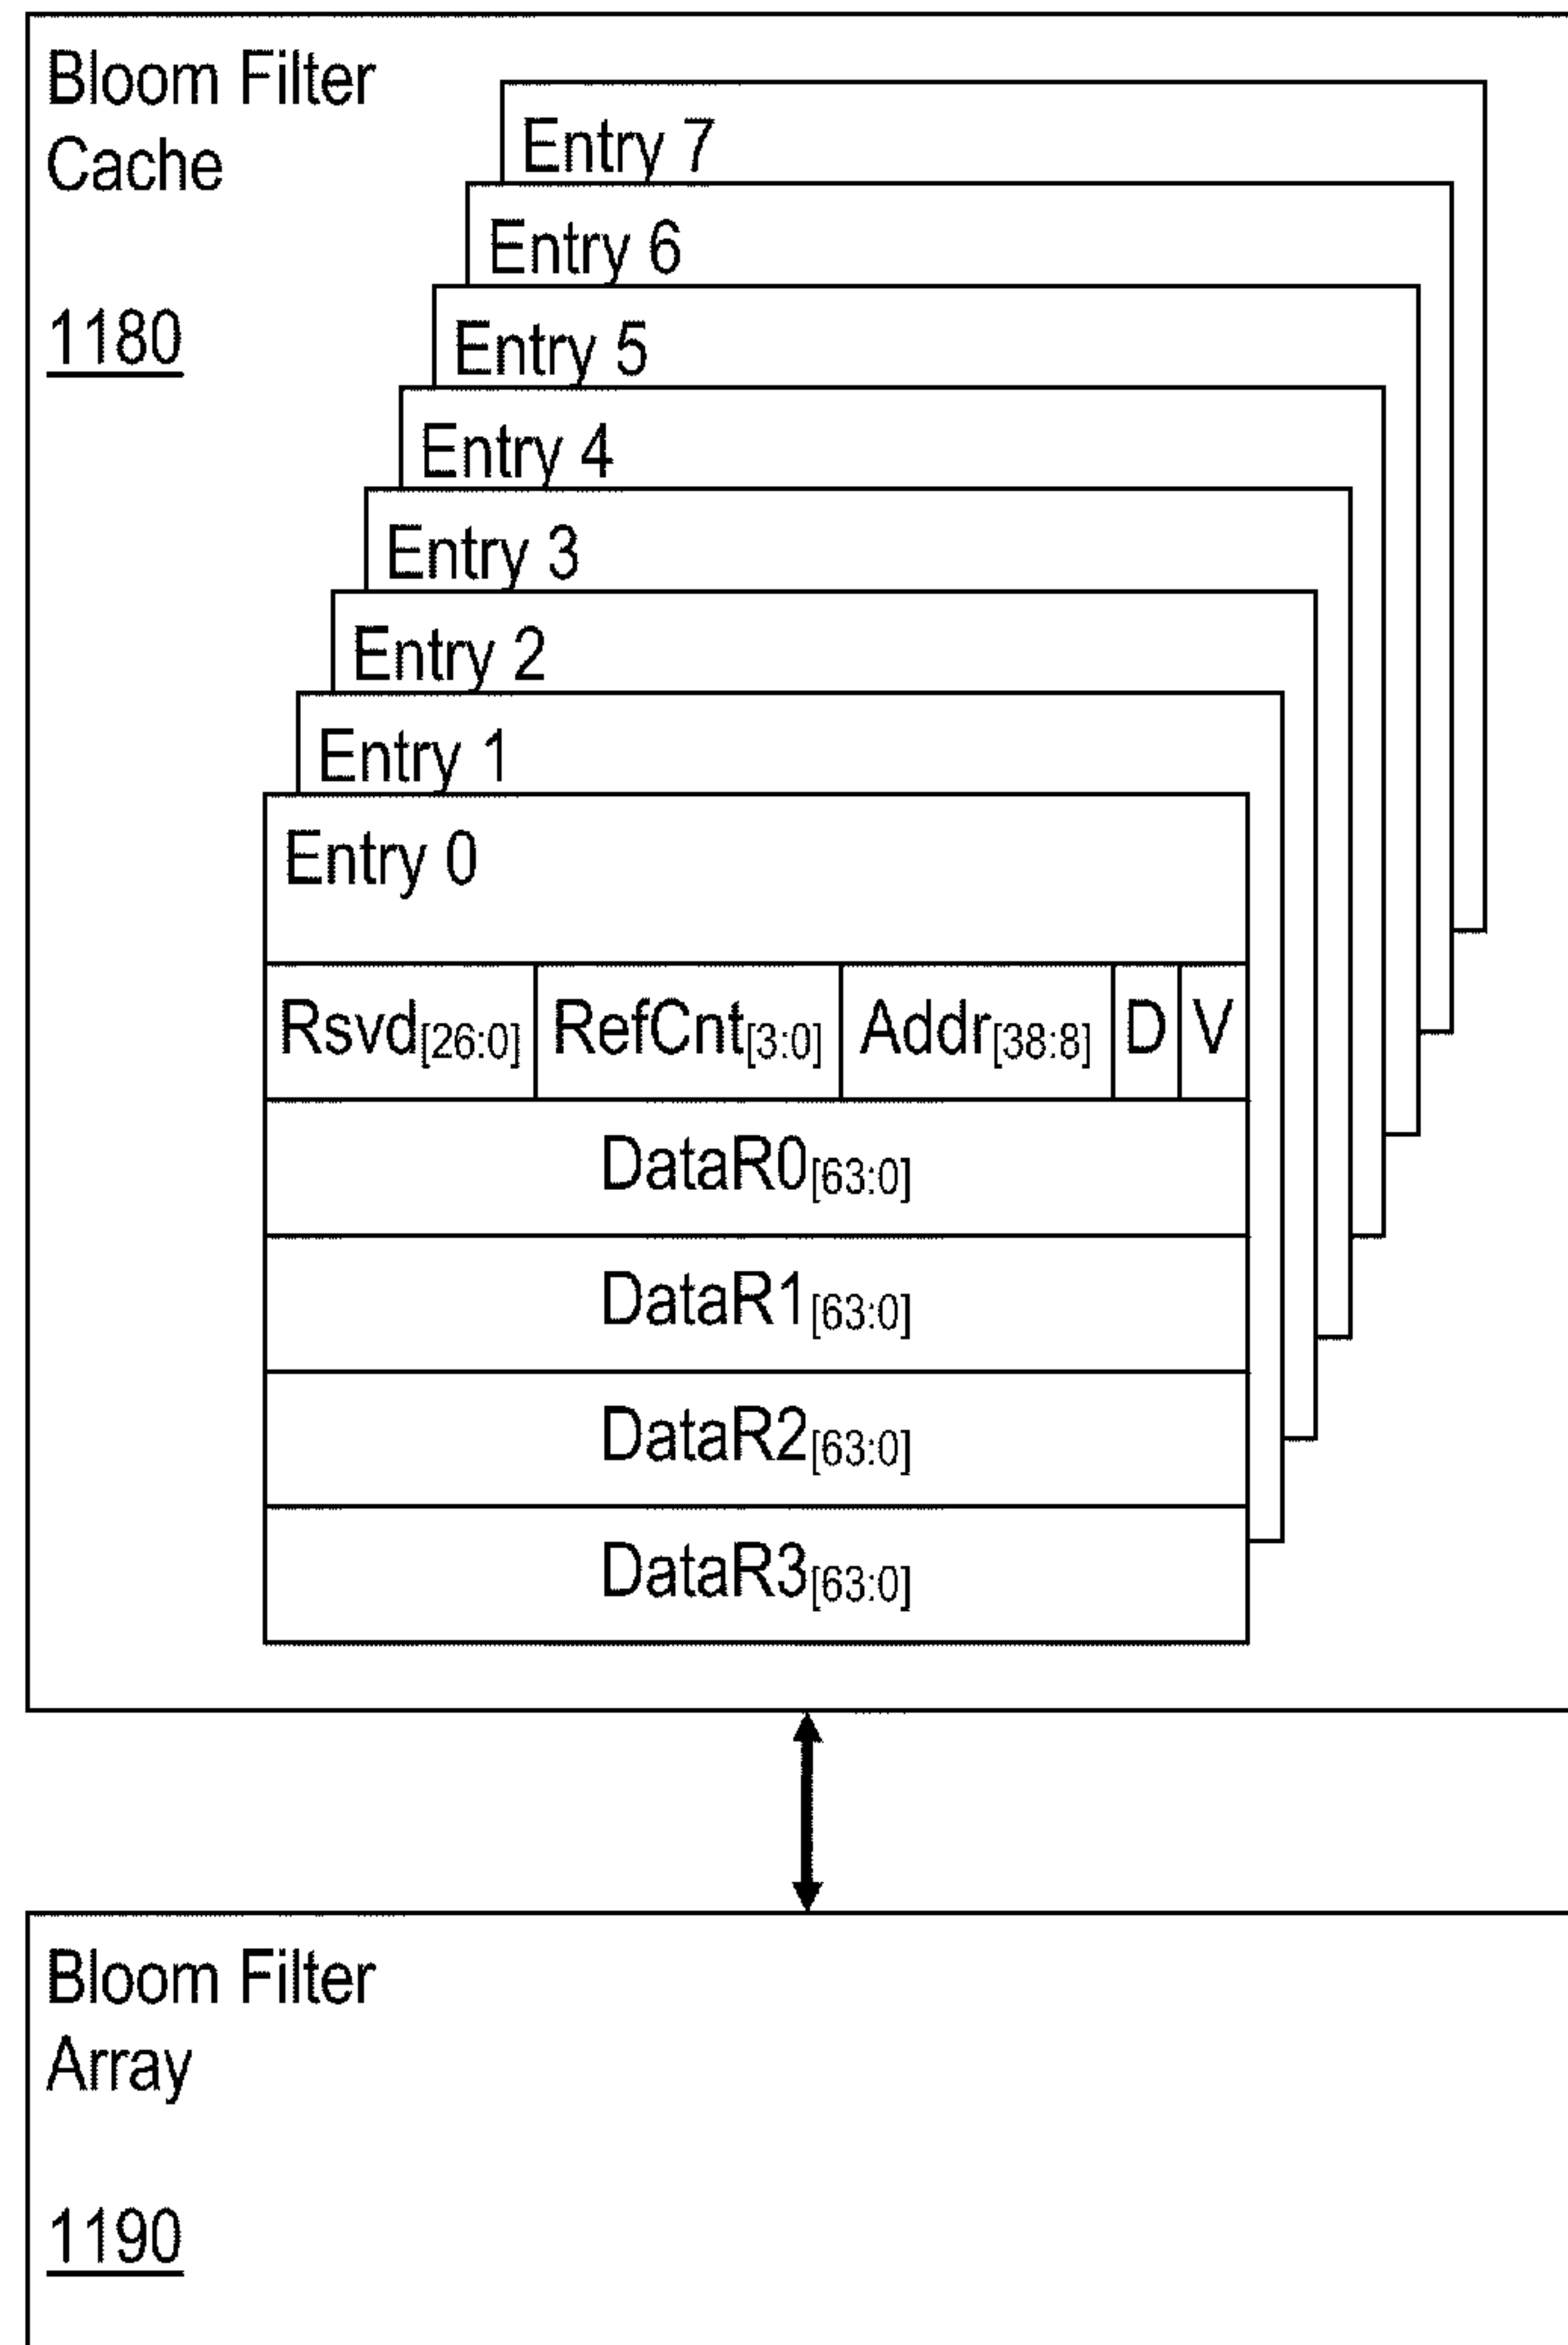 Bloom Filter
Cache
1180
Entry 7
Entry 6
Entry 5
Entry 4
Entry 3
Entry 2
Entry 1
Entry 0
Rsvd[26:0] RefCnt[3:0] Addr[38:8] D V
DataR0[63:0]
DataR1[63:0]
DataR2[63:0]
DataR3[63:0]
Bloom Filter
Array
1190